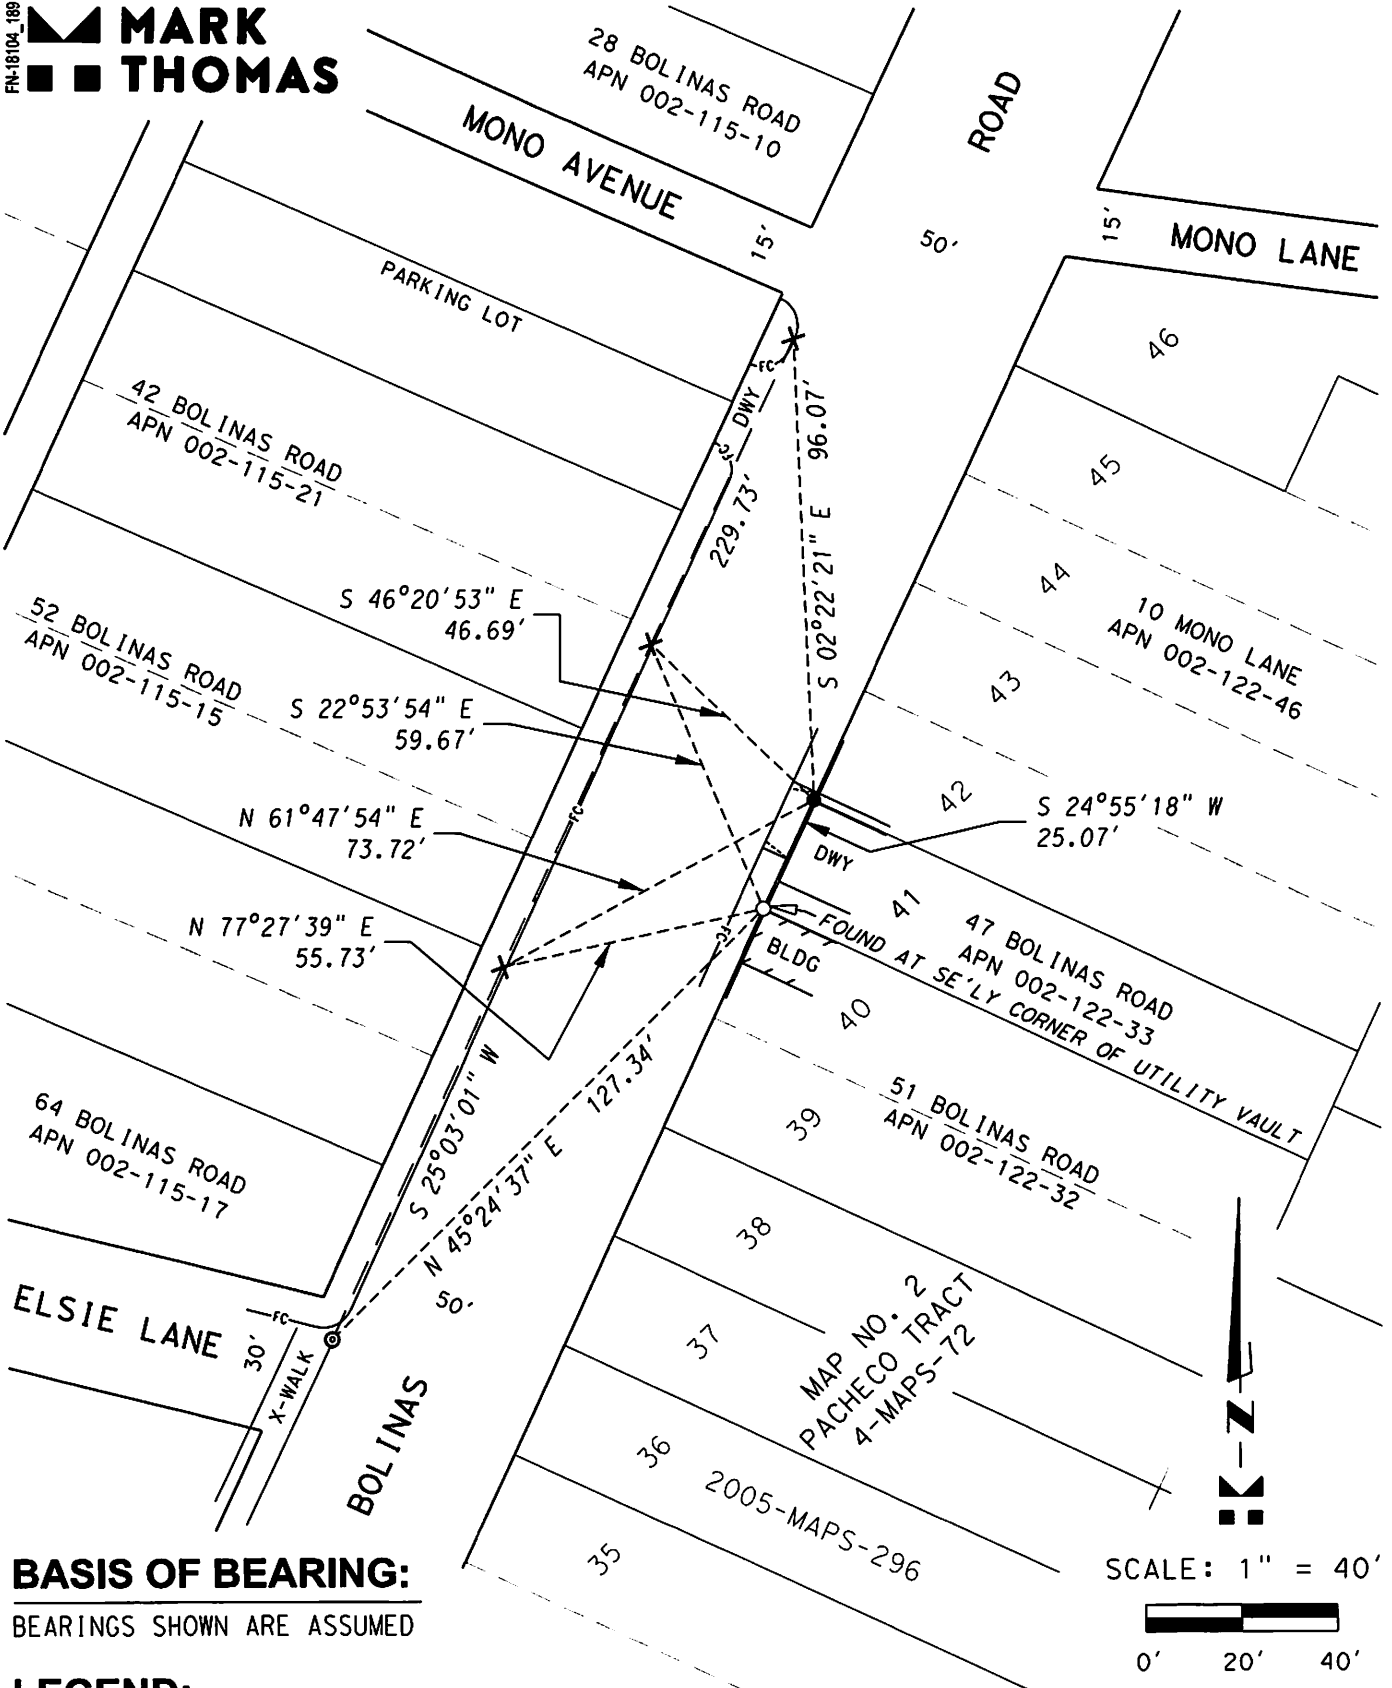 FN-18104_189
MARK
THOMAS
28 BOLINAS ROAD
APN 002-115-10
ROAD
MONO AVENUE
15'
50'
15'
MONO LANE
PARKING LOT
46
FC
DWY
96.07'
42 BOLINAS ROAD
APN 002-115-21
FC
45
229.73'
S 02°22'21" E
44
10 MONO LANE
APN 002-122-46
S 46°20'53" E
46.69'
52 BOLINAS ROAD
APN 002-115-15
43
S 22°53'54" E
59.67'
42
S 24°55'18" W
25.07'
N 61°47'54" E
73.72'
FC
DWY
41
47 BOLINAS ROAD
APN 002-122-33
N 77°27'39" E
55.73'
FC
BLDG
FOUND AT SE'LY CORNER OF UTILITY VAULT
40
S 25°03'01" W
127.34'
N 45°24'37" E
39
51 BOLINAS ROAD
APN 002-122-32
64 BOLINAS ROAD
APN 002-115-17
38
ELSIE LANE
FC
30'
X-WALK
50'
37
MAP NO. 2
PACHECO TRACT
4-MAPS-72
BOLINAS
36
2005-MAPS-296
35
N
BASIS OF BEARING:
BEARINGS SHOWN ARE ASSUMED
SCALE: 1" = 40'
0' 20' 40'
LEGEND: